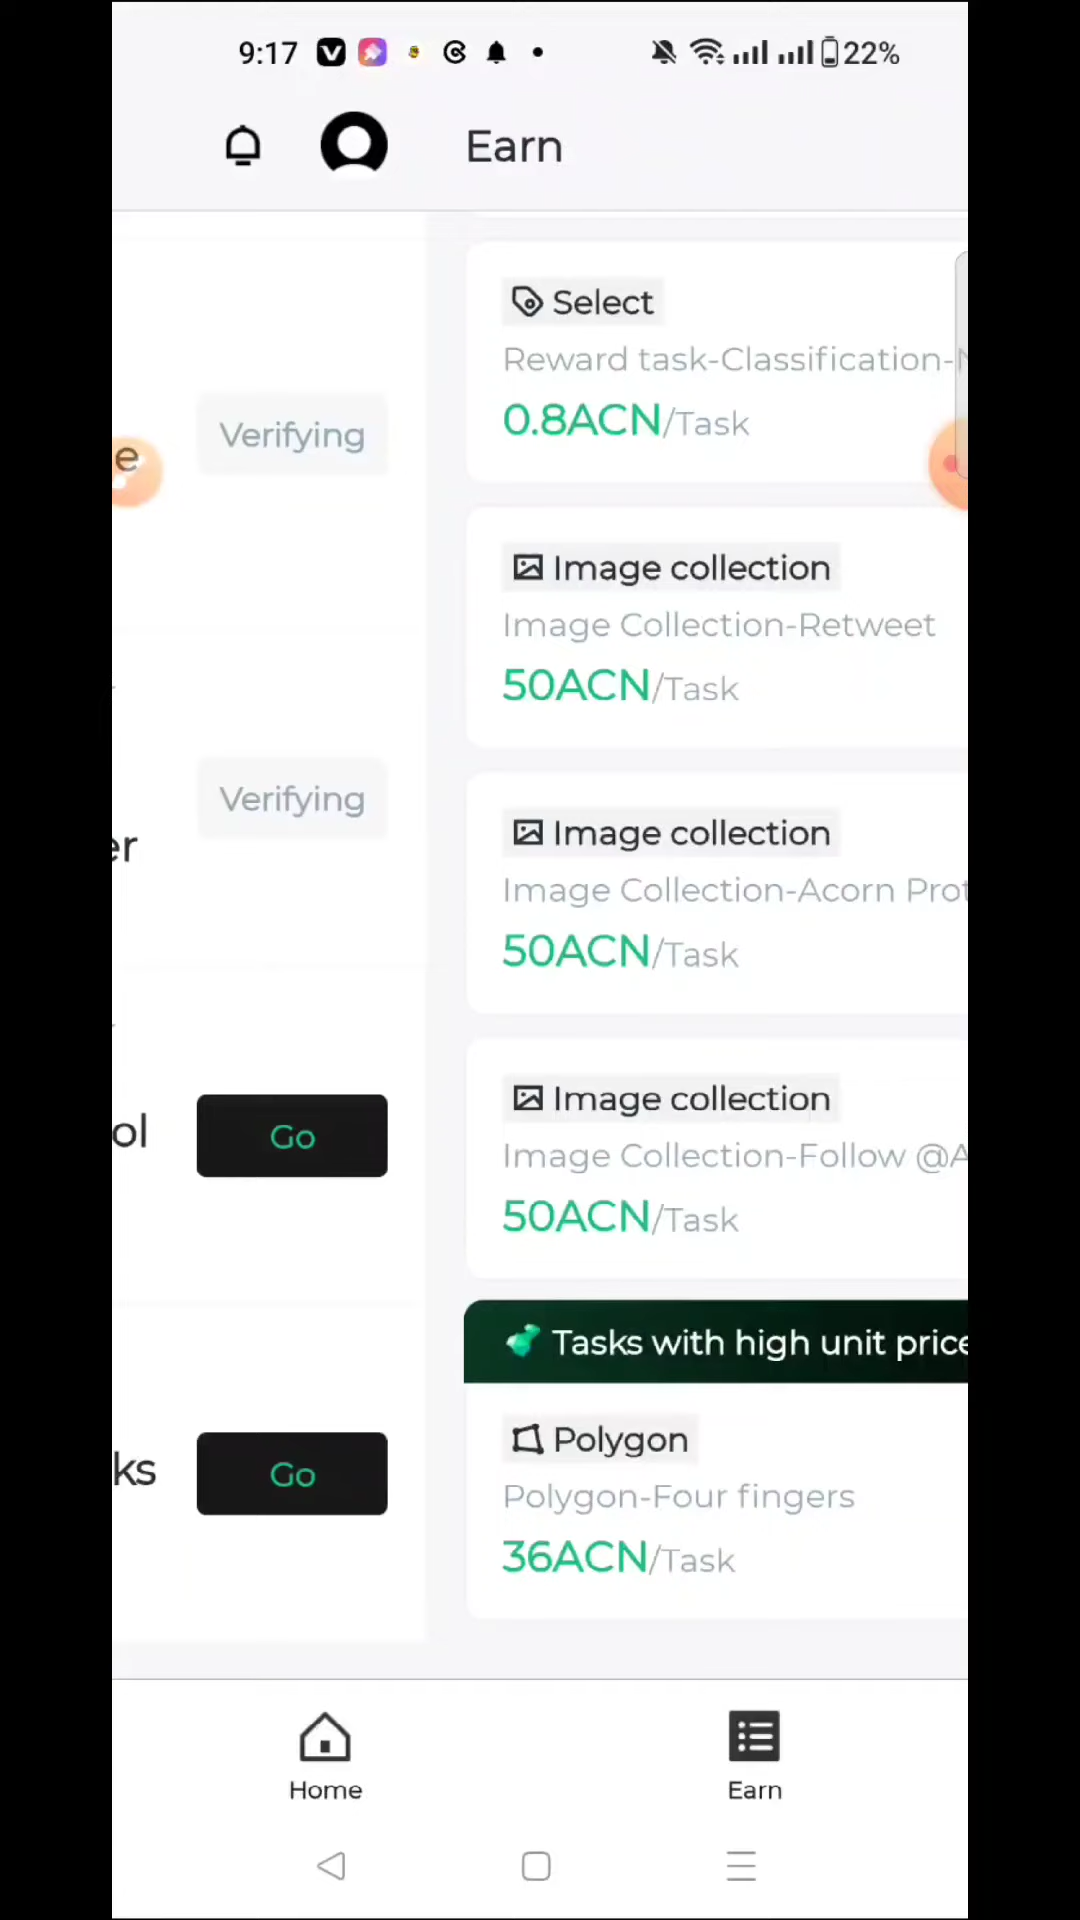 9:17
22%
Earn
e
Verifying
Verifying
er
ol
Go
ks
Go
Select
Reward task-Classification-
0.8ACN/Task
Image collection
Image Collection-Retweet
50ACN/Task
Image collection
Image Collection-Acorn Prot
50ACN/Task
Image collection
Image Collection-Follow @A
50ACN/Task
Tasks with high unit price
Polygon
Polygon-Four fingers
36ACN/Task
Home
Earn